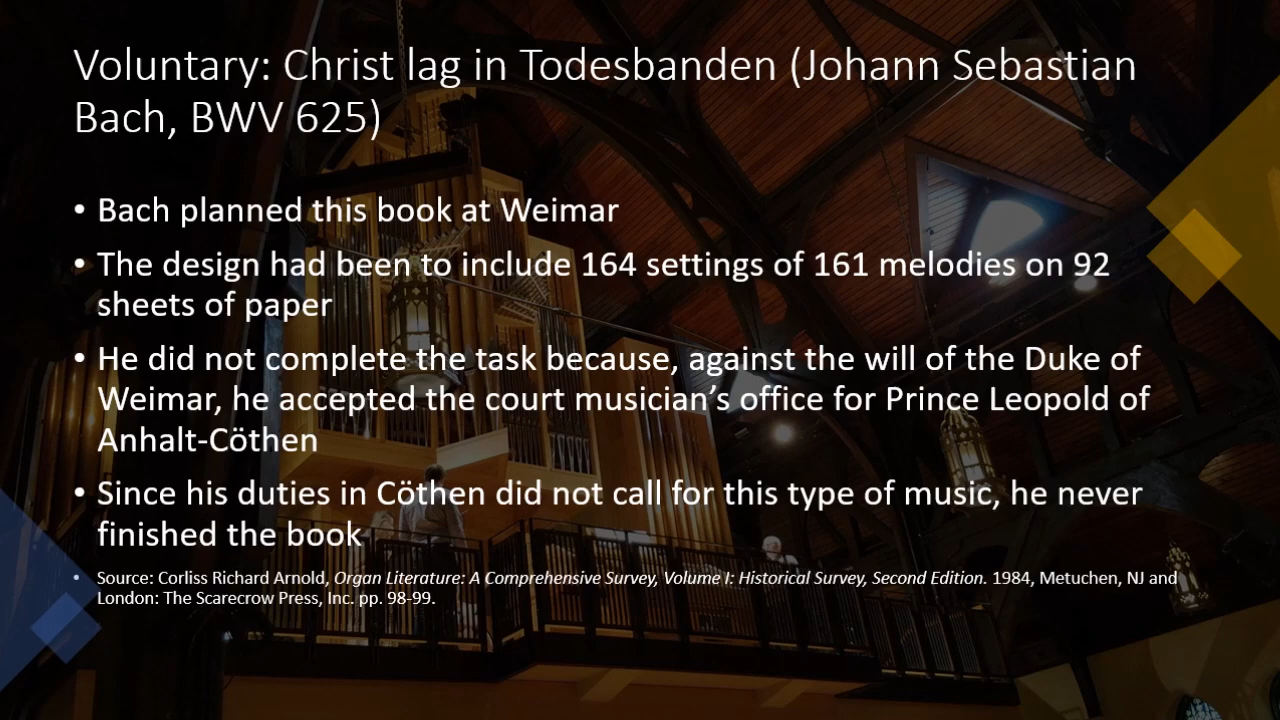 Voluntary: Christ lag in Todesbanden (Johann Sebastian
Bach, BWV 625)
• Bach planned this book at Weimar
• The design had been to include 164 settings of 161 melodies on 92
sheets of paper
• He did not complete the task because, against the will of the Duke of
Weimar, he accepted the court musician’s office for Prince Leopold of
Anhalt-Cöthen
• Since his duties in Cöthen did not call for this type of music, he never
finished the book
• Source: Corliss Richard Arnold, Organ Literature: A Comprehensive Survey, Volume I: Historical Survey, Second Edition. 1984, Metuchen, NJ and
London: The Scarecrow Press, Inc. pp. 98-99.